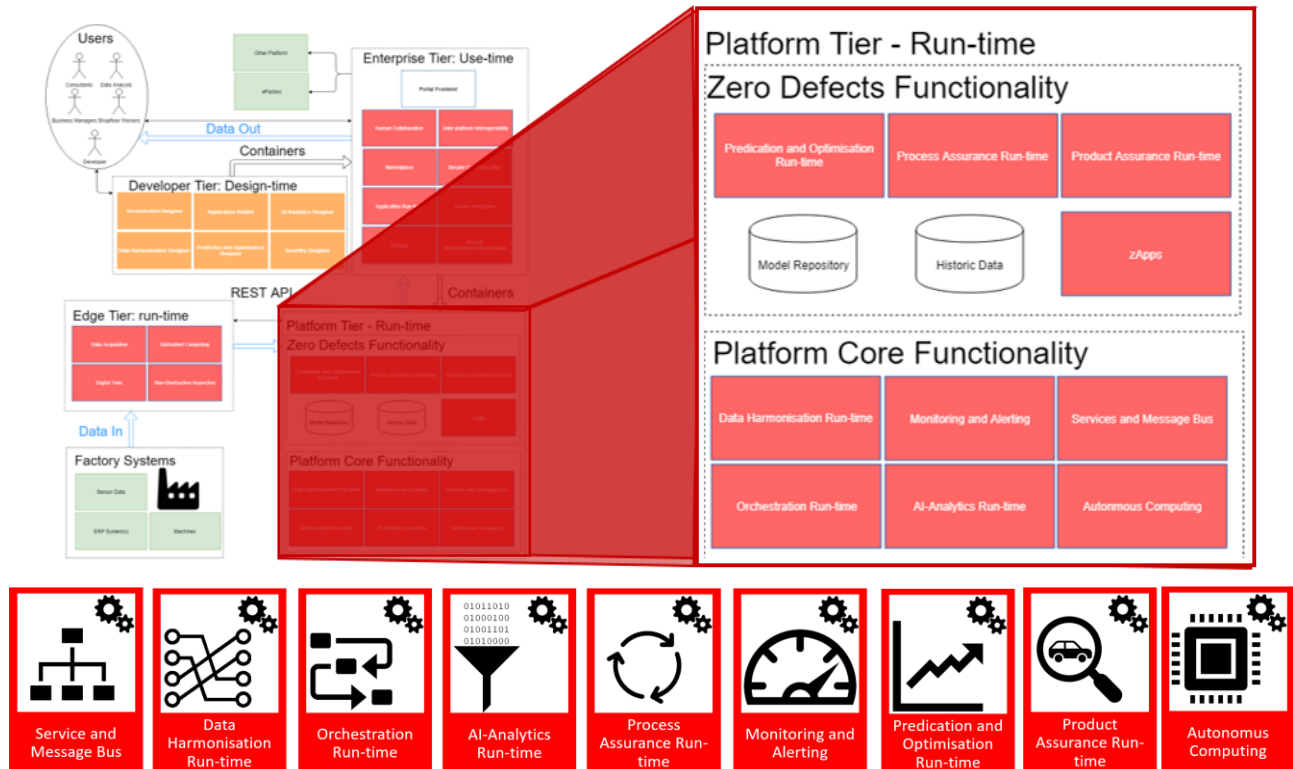 Users
Consultants
Data Analysts
Business Managers
Shopfloor Workers
Developer
Other Platform
eFactory
Data Out
Containers
Enterprise Tier: Use-time
Portal Frontend
Human Collaboration
Inter-platform Interoperability
Marketplace
Developer Tier: Design-time
Orchestration Designer
Application Builder
AI-Analytics Designer
Data Harmonisation Designer
Prediction and Optimisation
Designer
Security Designer
REST API
Containers
Edge Tier: run-time
Data Acquisition
Distributed Computing
Digital Twin
Non-Destructive Inspection
Data In
Factory Systems
Sensor Data
ERP System(s)
Machines
Platform Tier - Run-time
Zero Defects Functionality
Model Repository
Historic Data
Platform Core Functionality
Platform Tier - Run-time
Zero Defects Functionality
Predication and Optimisation
Run-time
Process Assurance Run-time
Product Assurance Run-time
Model Repository
Historic Data
zApps
Platform Core Functionality
Data Harmonisation Run-time
Monitoring and Alerting
Services and Message Bus
Orchestration Run-time
AI-Analytics Run-time
Autonmous Computing
01011010
01000100
01001101
01010000
Service and
Message Bus
Data
Harmonisation
Run-time
Orchestration
Run-time
AI-Analytics
Run-time
Process
Assurance Run-
time
Monitoring and
Alerting
Predication and
Optimisation
Run-time
Product
Assurance Run-
time
Autonomus
Computing